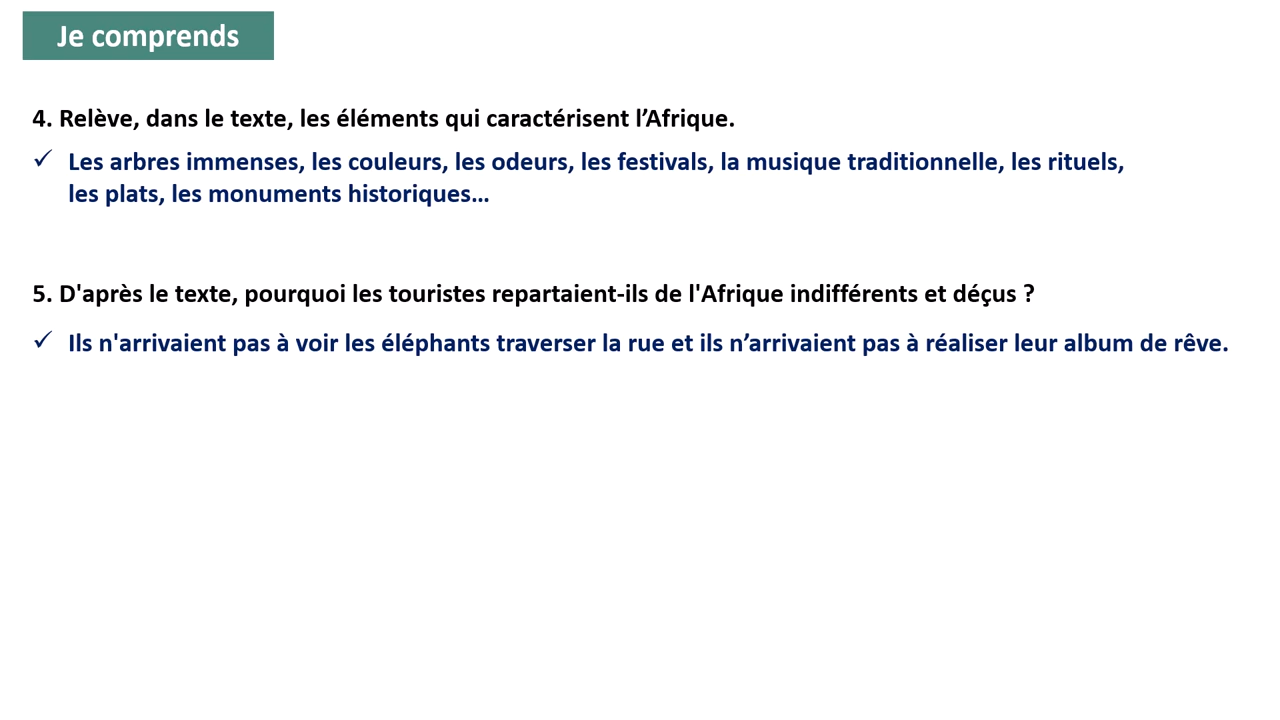 Je comprends
4. Relève, dans le texte, les éléments qui caractérisent l’Afrique.
✓ Les arbres immenses, les couleurs, les odeurs, les festivals, la musique traditionnelle, les rituels,
les plats, les monuments historiques…
5. D'après le texte, pourquoi les touristes repartaient-ils de l'Afrique indifférents et déçus ?
✓ Ils n'arrivaient pas à voir les éléphants traverser la rue et ils n’arrivaient pas à réaliser leur album de rêve.